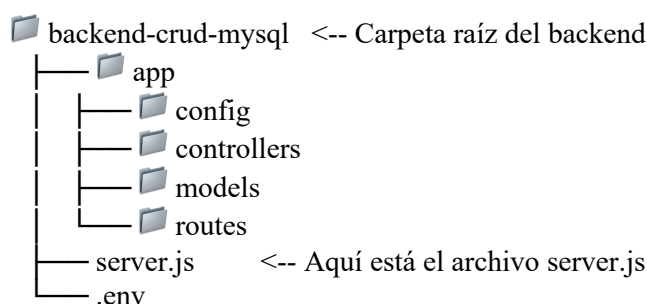 backend-crud-mysql <-- Carpeta raíz del backend
app
config
controllers
models
routes
server.js <-- Aquí está el archivo server.js
.env